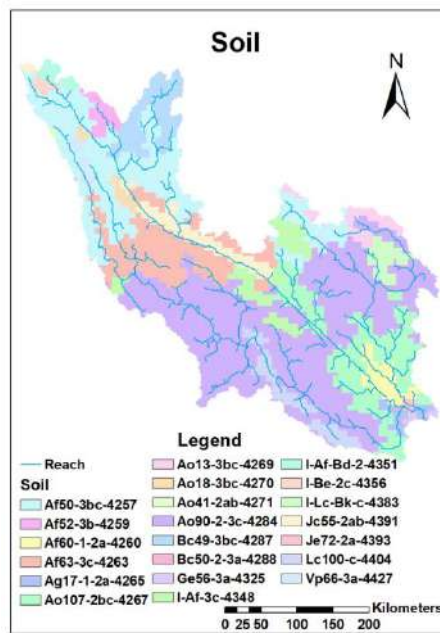 Soil
N
Legend
Reach
Soil
Af50-3bc-4257
Af52-3b-4259
Af60-1-2a-4260
Af63-3c-4263
Ag17-1-2a-4265
Ao107-2bc-4267
Ao13-3bc-4269
Ao18-3bc-4270
Ao41-2ab-4271
Ao90-2-3c-4284
Bc49-3bc-4287
Bc50-2-3a-4288
Ge56-3a-4325
I-Af-3c-4348
I-Af-Bd-2-4351
I-Be-2c-4356
I-Lc-Bk-c-4383
Jc55-2ab-4391
Je72-2a-4393
Lc100-c-4404
Vp66-3a-4427
Kilometers
0 25 50 100 150 200